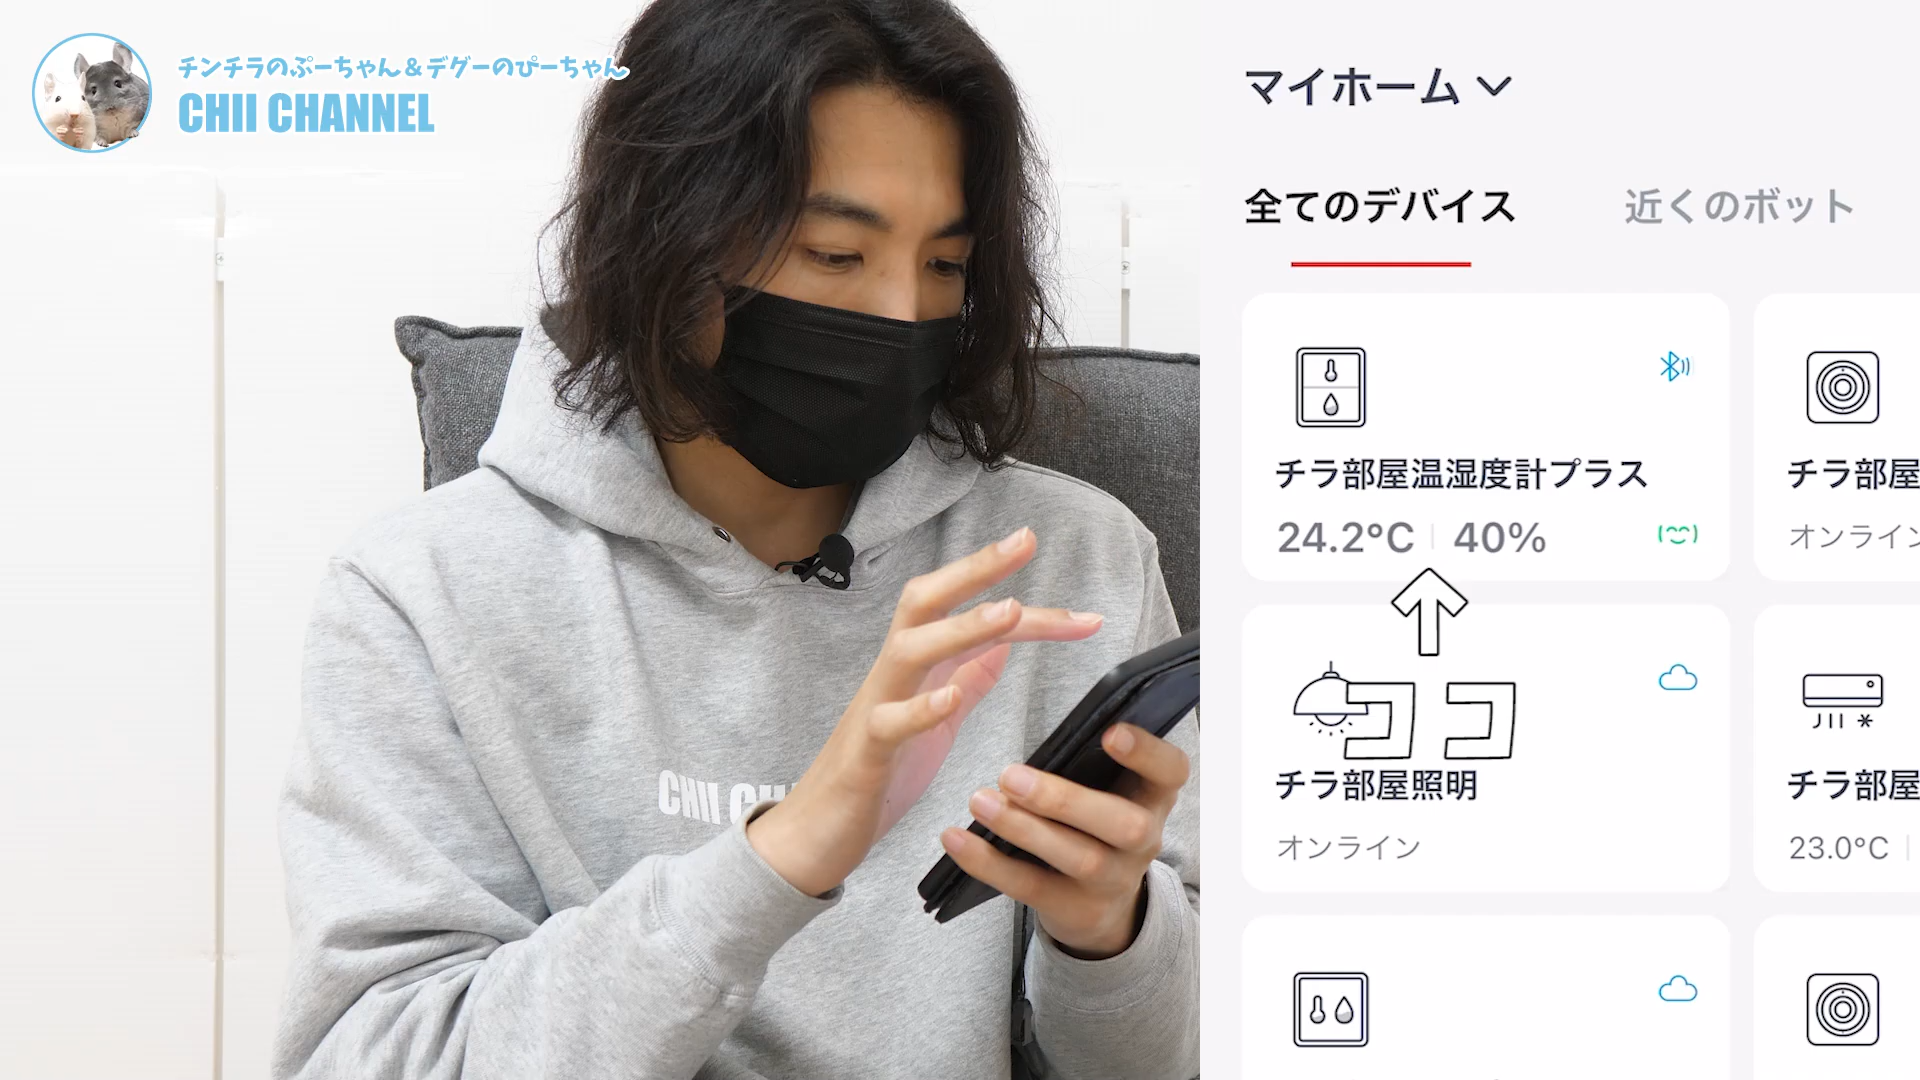 チンチラのぷーちゃん＆デグーのぴーちゃん
CHII CHANNEL
CHII
マイホーム
全てのデバイス
近くのボット
チラ部屋温湿度計プラス
チラ部屋
24.2°C
40%
オンライン
ココ
チラ部屋照明
チラ部屋
オンライン
23.0°C